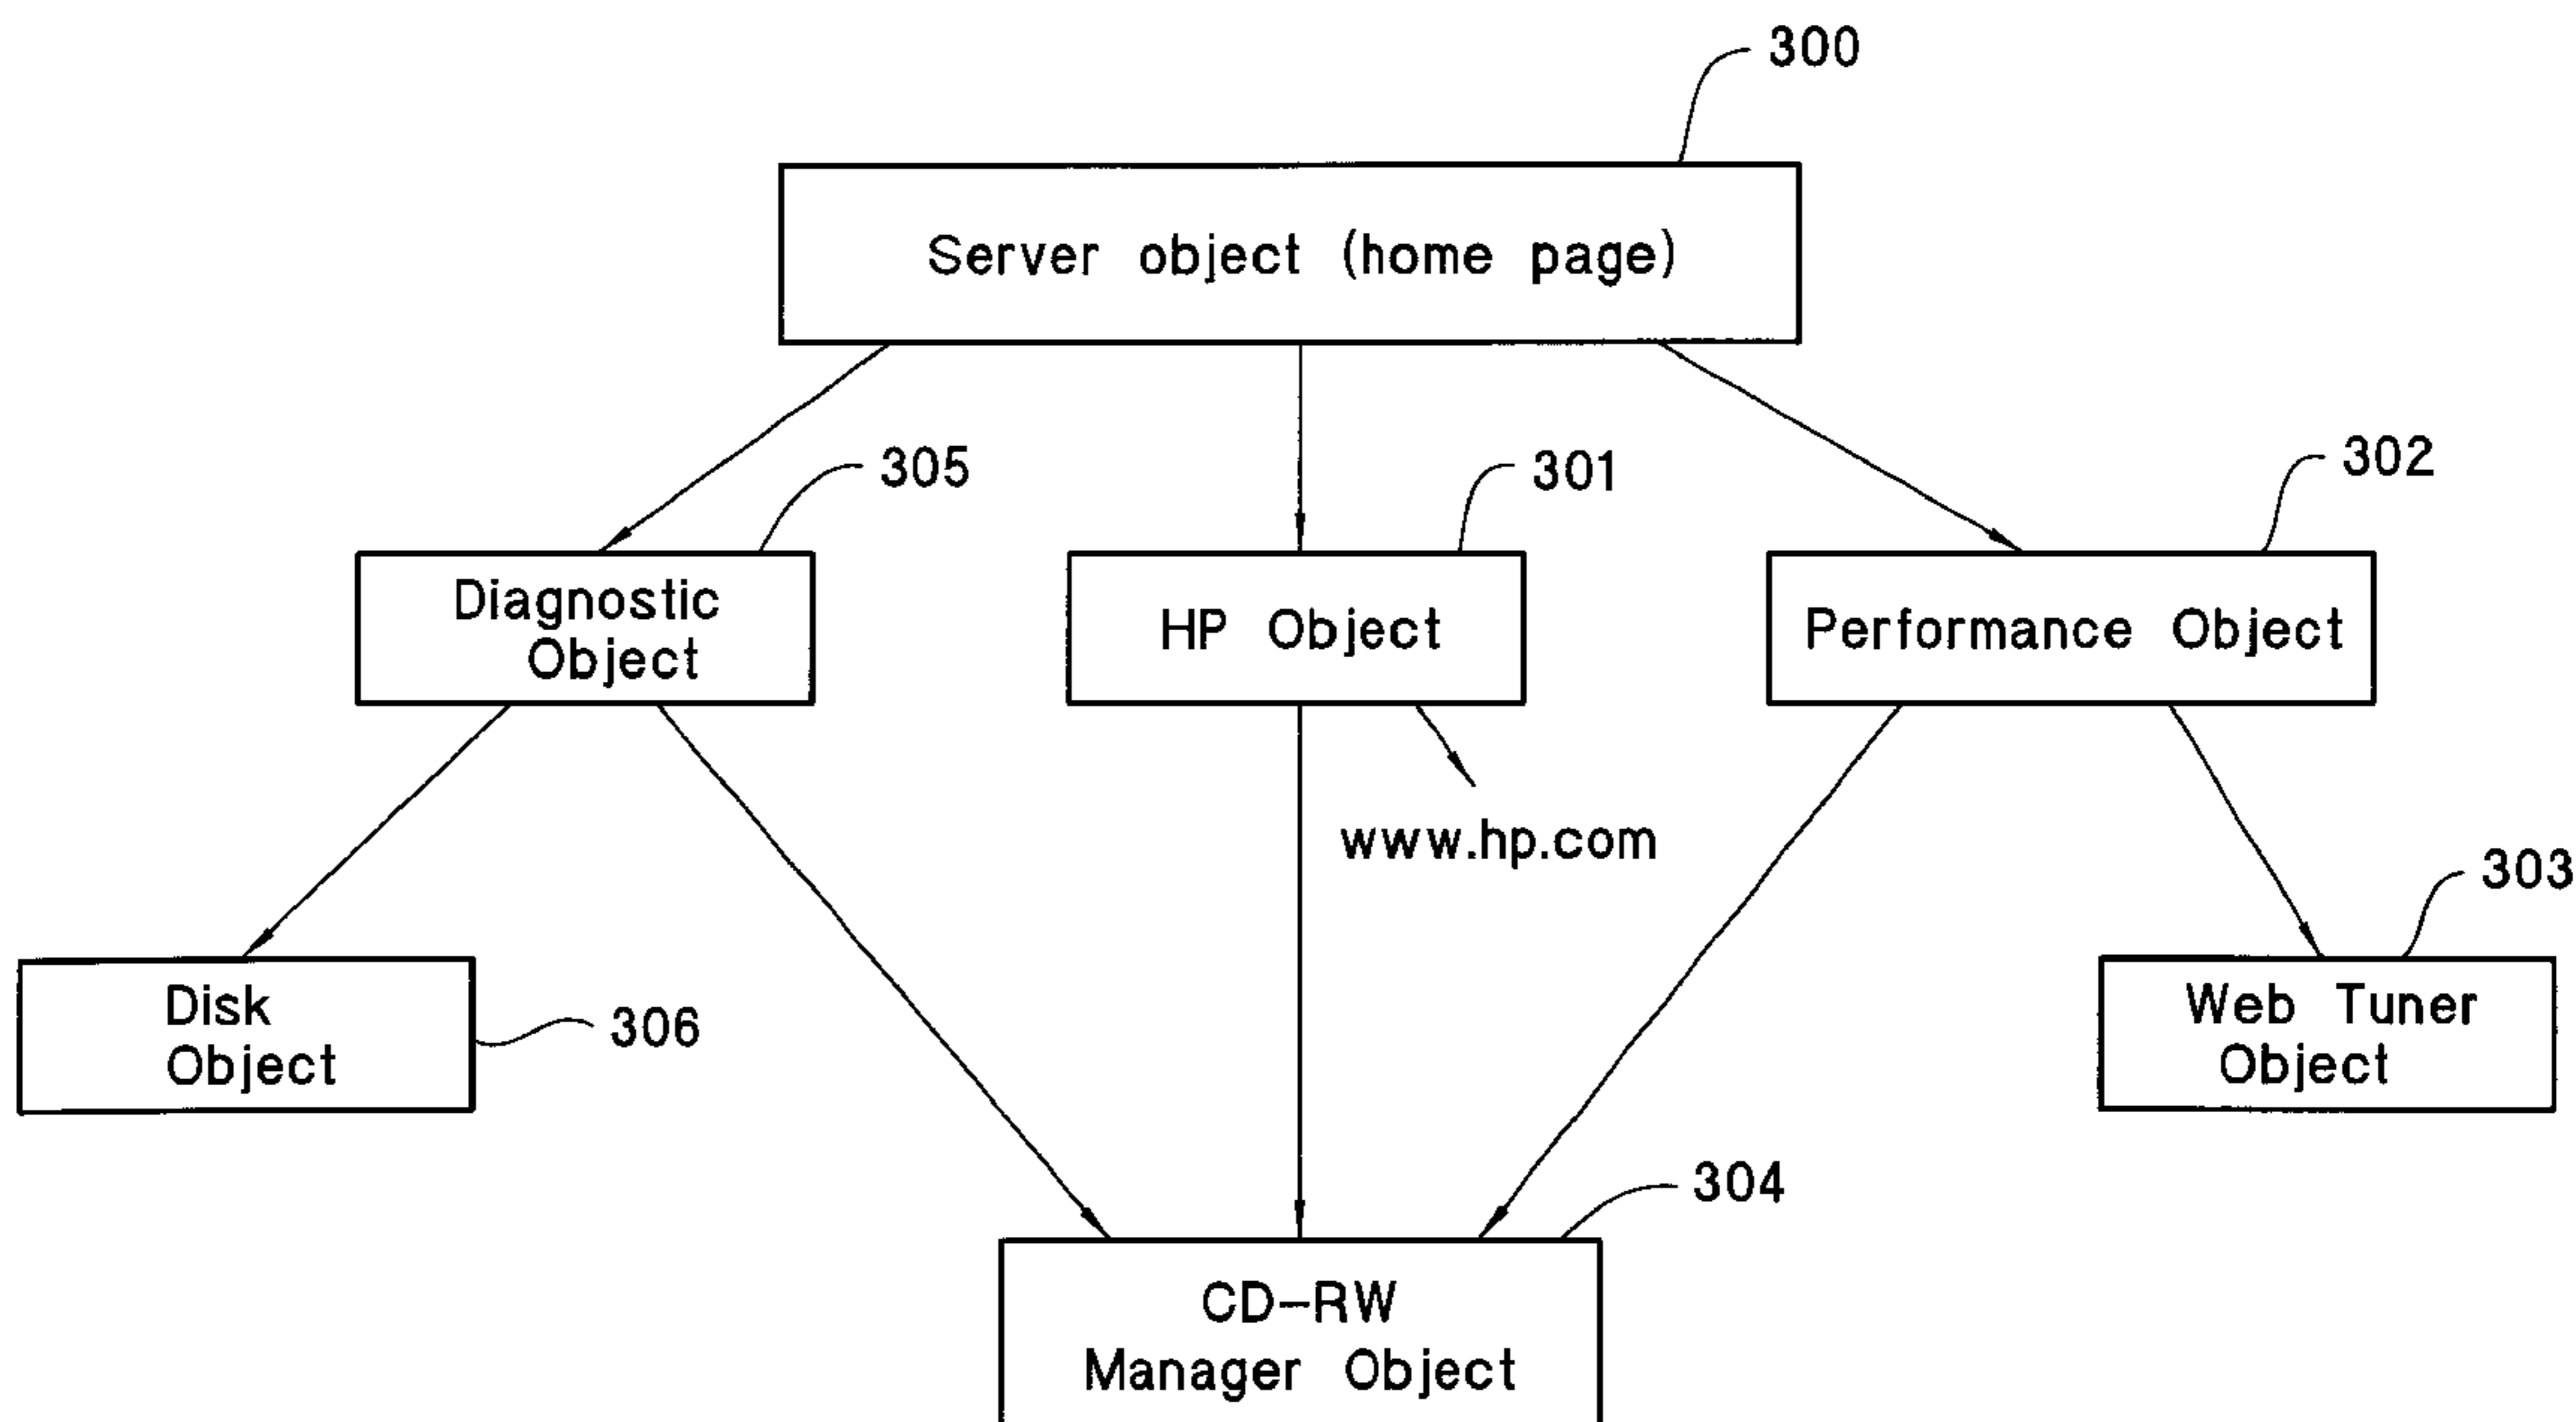 300
Server object (home page)
305
301
302
Diagnostic
Object
HP Object
Performance Object
www.hp.com
303
Disk
Object
306
Web Tuner
Object
304
CD-RW
Manager Object